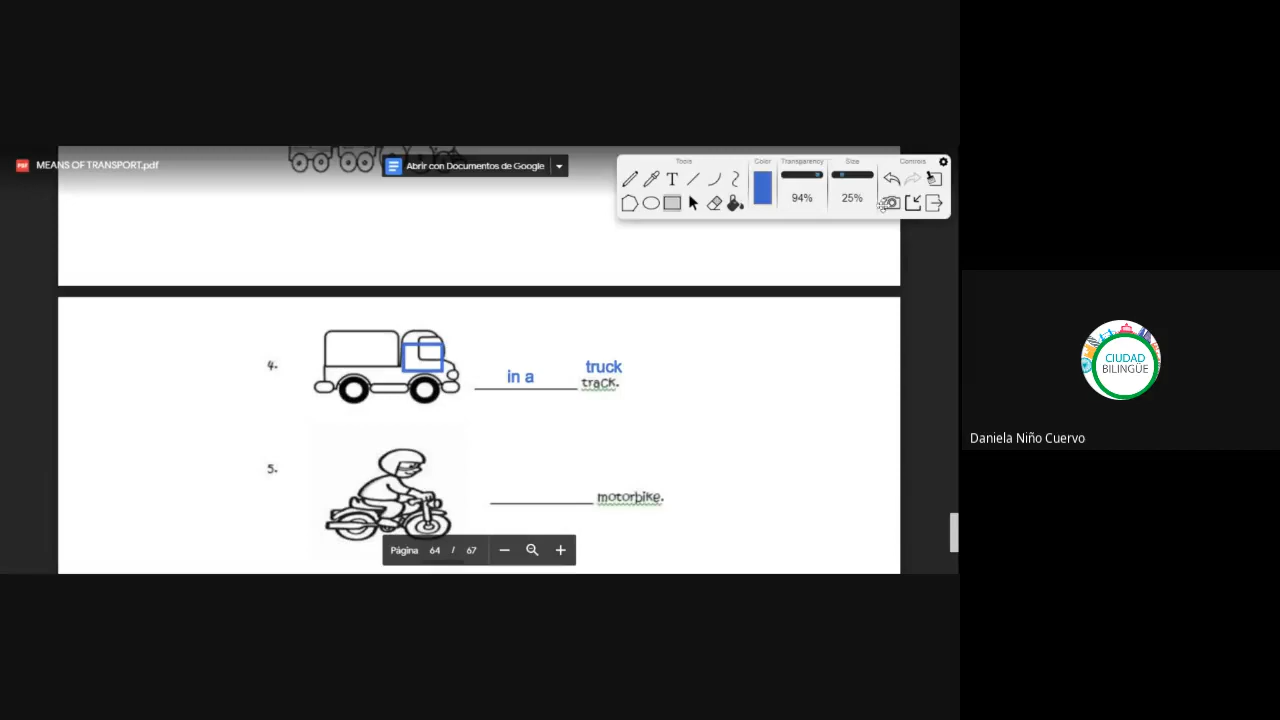 MEANS OF TRANSPORT.pdf
Abrir con Documentos de Google
Tools
Color
Transparency
Size
Controls
T
94%
25%
4.
in a
truck
track.
5.
motorbike.
Página 64 / 67
CIUDAD
BILINGÜE
Daniela Niño Cuervo